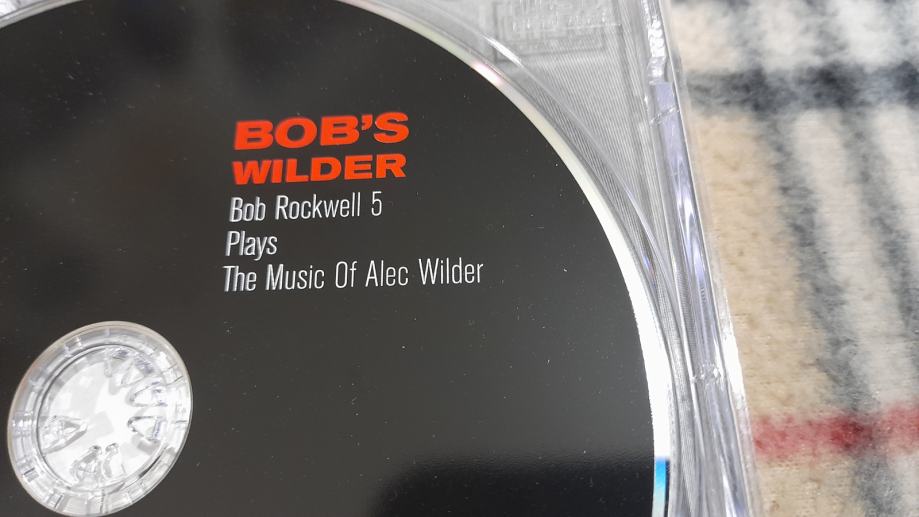 BOB'S
WILDER
Bob Rockwell 5
Plays
The Music Of Alec Wilder